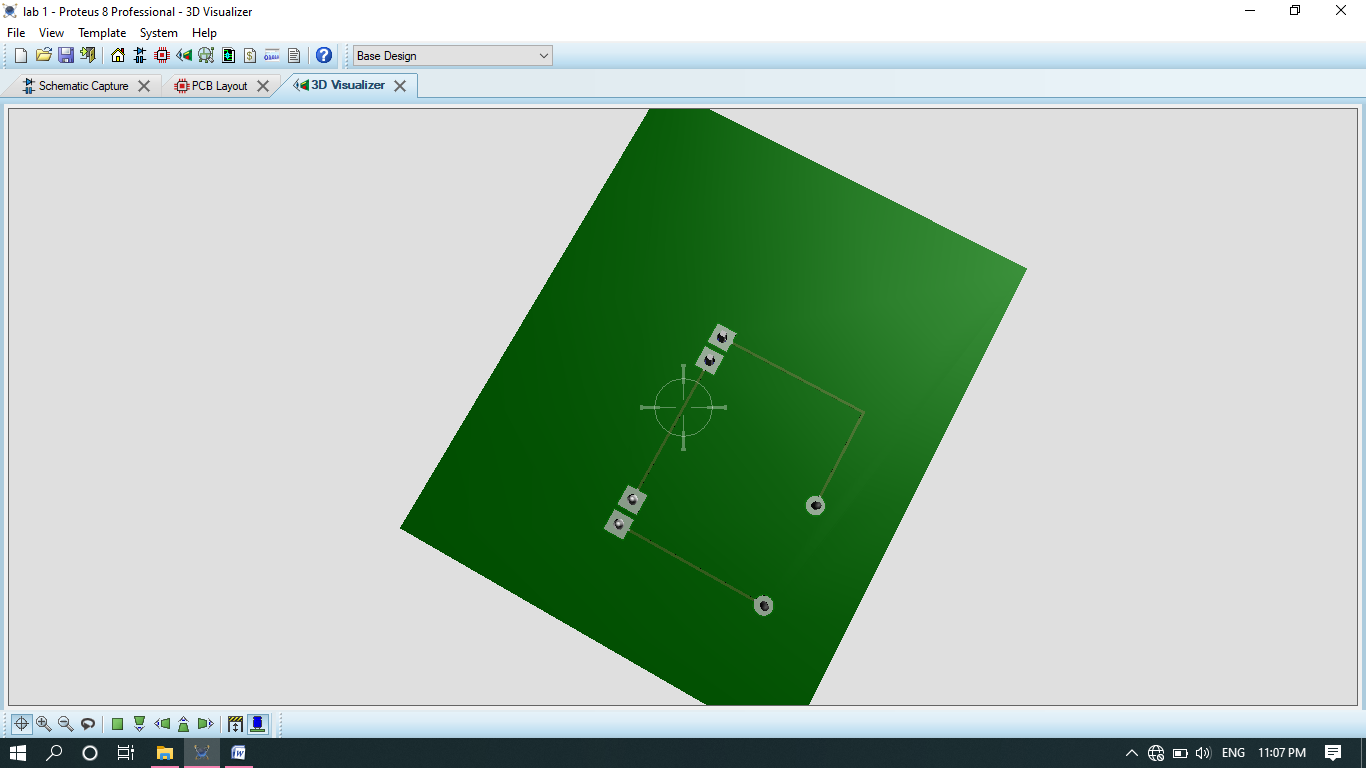 lab 1 - Proteus 8 Professional - 3D Visualizer
File View Template System Help
Base Design
Schematic Capture PCB Layout 3D Visualizer
ENG 11:07 PM